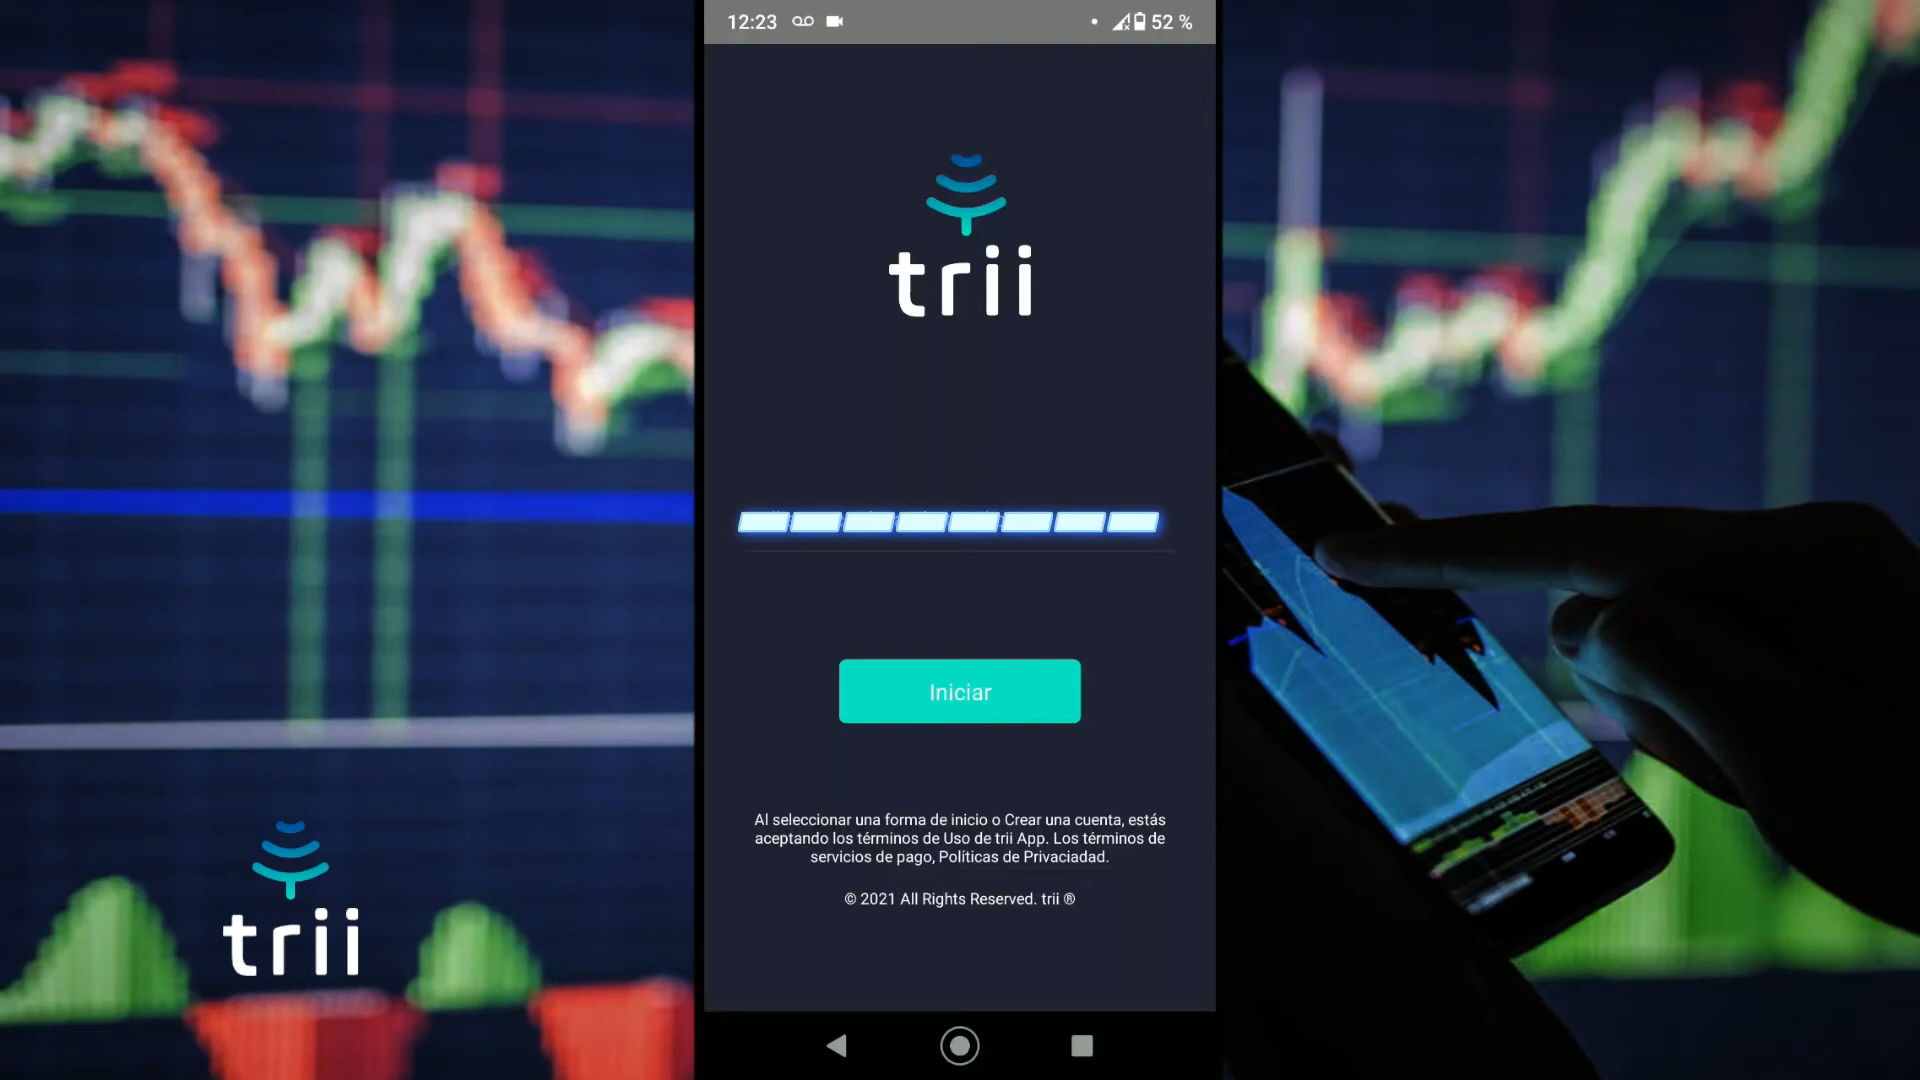 12:23
52 %
trii
Iniciar
Al seleccionar una forma de inicio o Crear una cuenta, estás
aceptando los términos de Uso de trii App. Los términos de
servicios de pago, Políticas de Privaciadad.
© 2021 All Rights Reserved. trii ®
trii